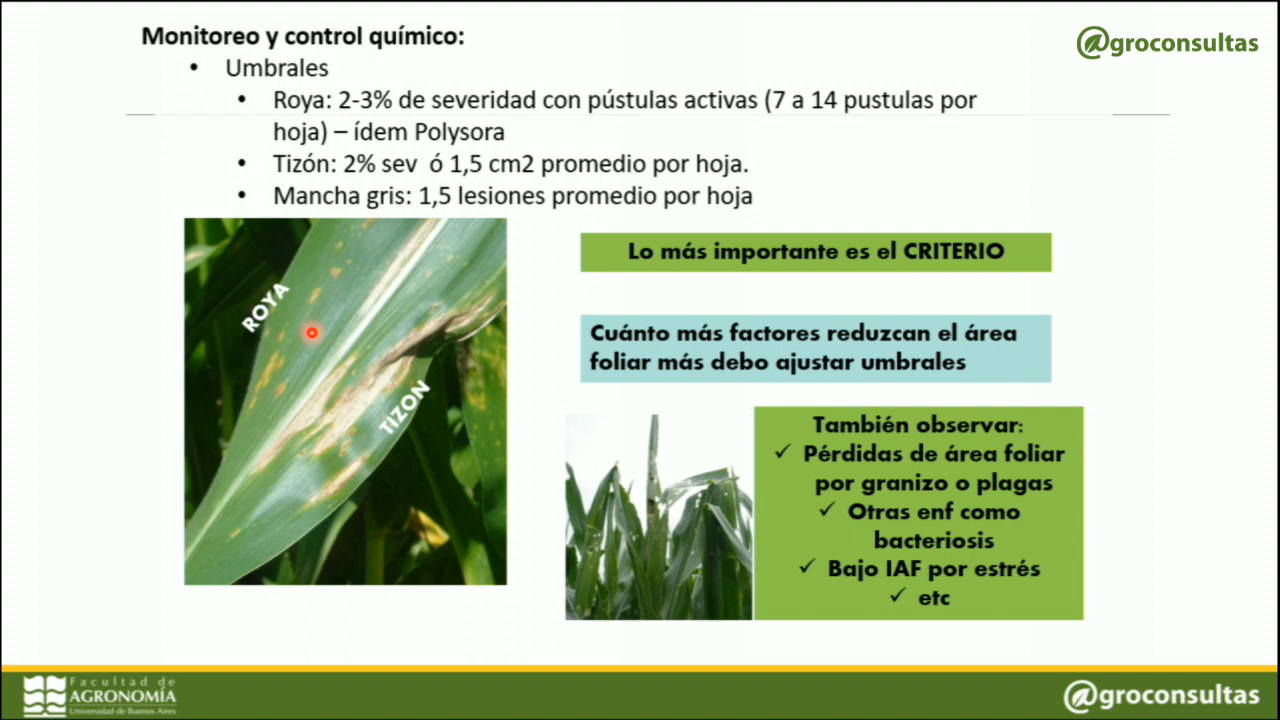 Monitoreo y control químico:
@groconsultas
• Umbrales
• Roya: 2-3% de severidad con pústulas activas (7 a 14 pustulas por
hoja) – ídem Polysora
• Tizón: 2% sev ó 1,5 cm2 promedio por hoja.
• Mancha gris: 1,5 lesiones promedio por hoja
ROYA
TIZON
Lo más importante es el CRITERIO
Cuánto más factores reduzcan el área
foliar más debo ajustar umbrales
También observar:
✓ Pérdidas de área foliar
por granizo o plagas
✓ Otras enf como
bacteriosis
✓ Bajo IAF por estrés
✓ etc
Facultad de
AGRONOMÍA
Universidad de Buenos Aires
@groconsultas